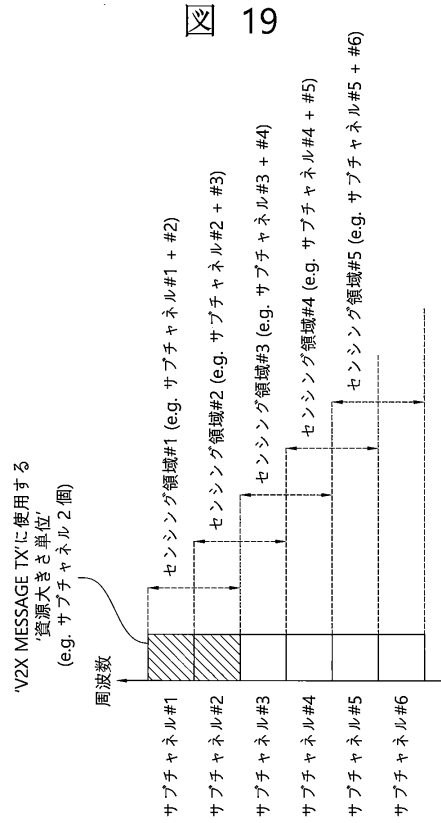 図 19
'V2X MESSAGE TX'に使用する
'資源大きさ単位'
(e.g. サブチャネル 2 個)
周波数
サブチャネル#1
サブチャネル#2
サブチャネル#3
サブチャネル#4
サブチャネル#5
サブチャネル#6
センシング領域#1 (e.g. サブチャネル#1 + #2)
センシング領域#2 (e.g. サブチャネル#2 + #3)
センシング領域#3 (e.g. サブチャネル#3 + #4)
センシング領域#4 (e.g. サブチャネル#4 + #5)
センシング領域#5 (e.g. サブチャネル#5 + #6)